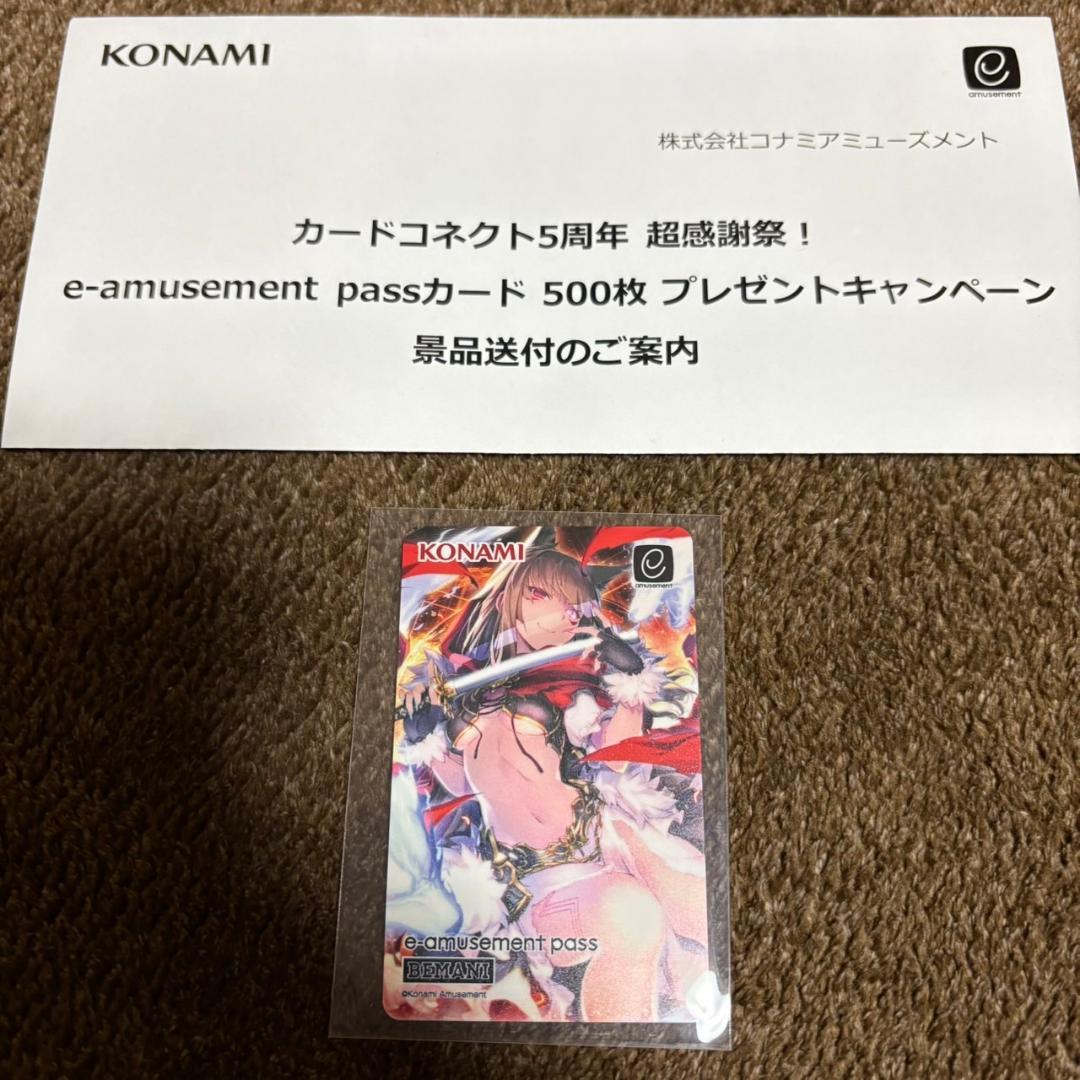 KONAMI
e
amusement
株式会社コナミアミューズメント
カードコネクト5周年 超感謝祭！
e-amusement passカード 500枚 プレゼントキャンペーン
景品送付のご案内
KONAMI
e
amusement
e-amusement pass
BEMANI
©Konami Amusement